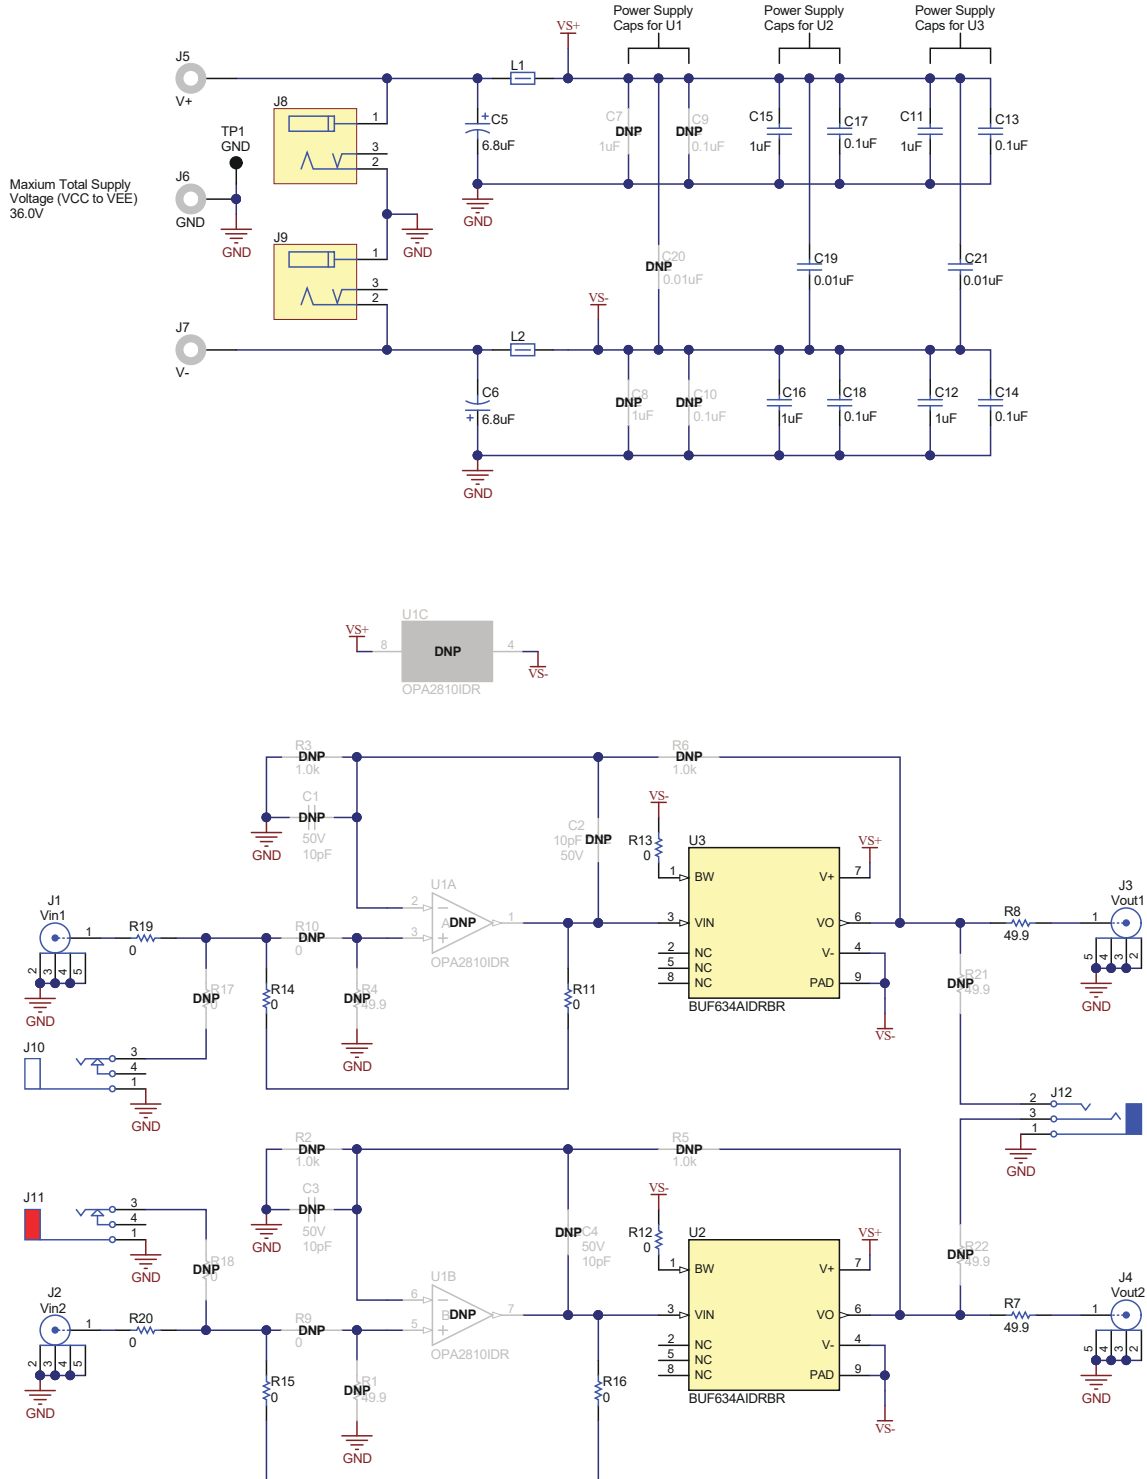 Power Supply
Caps for U1
Power Supply
Caps for U2
Power Supply
Caps for U3
VS+
J5
V+
L1
J8
1
3
2
TP1
GND
Maxium Total Supply
Voltage (VCC to VEE)
36.0V
J6
GND
GND
GND
C5
6.8uF
GND
C7
DNP
1uF
C9
DNP
0.1uF
C15
1uF
C17
0.1uF
C11
1uF
C13
0.1uF
J9
1
3
2
C20
DNP
0.01uF
C19
0.01uF
C21
0.01uF
VS-
J7
V-
L2
C6
6.8uF
GND
C8
DNP
1uF
C10
DNP
0.1uF
C16
1uF
C18
0.1uF
C12
1uF
C14
0.1uF
U1C
VS+
8
DNP
4
VS-
OPA2810IDR
R3
DNP
1.0k
R6
DNP
1.0k
C1
DNP
50V
10pF
GND
C2
10pF
DNP
50V
VS-
R13
0
U3
VS+
1
BW
V+
7
3
VIN
VO
6
2
NC
V-
4
5
NC
8
NC
PAD
9
BUF634AIDRBR
VS-
U1A
2
A
DNP
1
3
OPA2810IDR
J1
Vin1
1
2
3
4
5
GND
R19
0
R10
DNP
0
R17
DNP
0
R14
0
R4
DNP
49.9
GND
R11
0
J10
3
4
1
GND
R8
49.9
J3
Vout1
1
5
4
3
2
GND
R21
DNP
49.9
J12
2
3
1
GND
R2
DNP
1.0k
R5
DNP
1.0k
C3
DNP
50V
10pF
GND
C4
DNP
50V
10pF
J11
3
4
1
GND
R18
DNP
0
VS-
R12
0
U2
VS+
1
BW
V+
7
3
VIN
VO
6
2
NC
V-
4
5
NC
8
NC
PAD
9
BUF634AIDRBR
VS-
U1B
6
B
DNP
7
5
OPA2810IDR
J2
Vin2
1
2
3
4
5
GND
R20
0
R9
DNP
0
R15
0
R1
DNP
49.9
GND
R16
0
R22
DNP
49.9
R7
49.9
J4
Vout2
1
5
4
3
2
GND